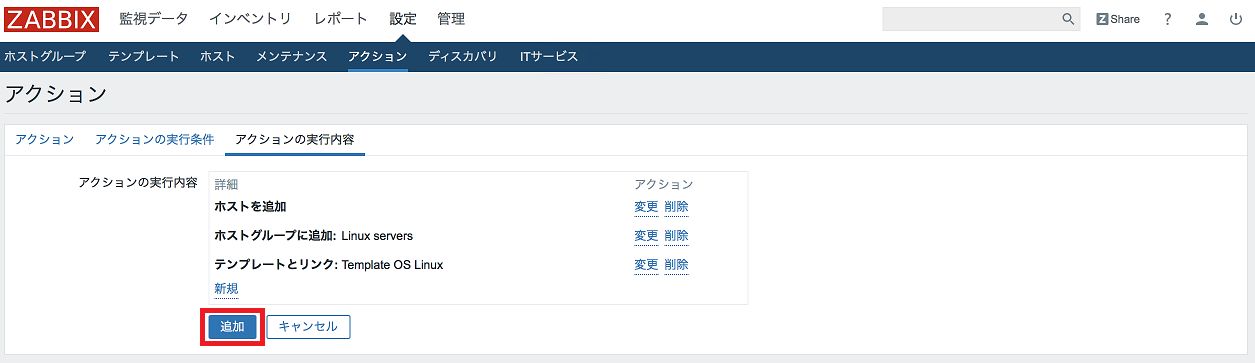 ZABBIX 監視データ インベントリ レポート 設定 管理 Z Share ?
ホストグループ テンプレート ホスト メンテナンス アクション ディスカバリ ITサービス
アクション
アクション アクションの実行条件 アクションの実行内容
アクションの実行内容 詳細 アクション
ホストを追加 変更 削除
ホストグループに追加: Linux servers 変更 削除
テンプレートとリンク: Template OS Linux 変更 削除
新規
追加 キャンセル